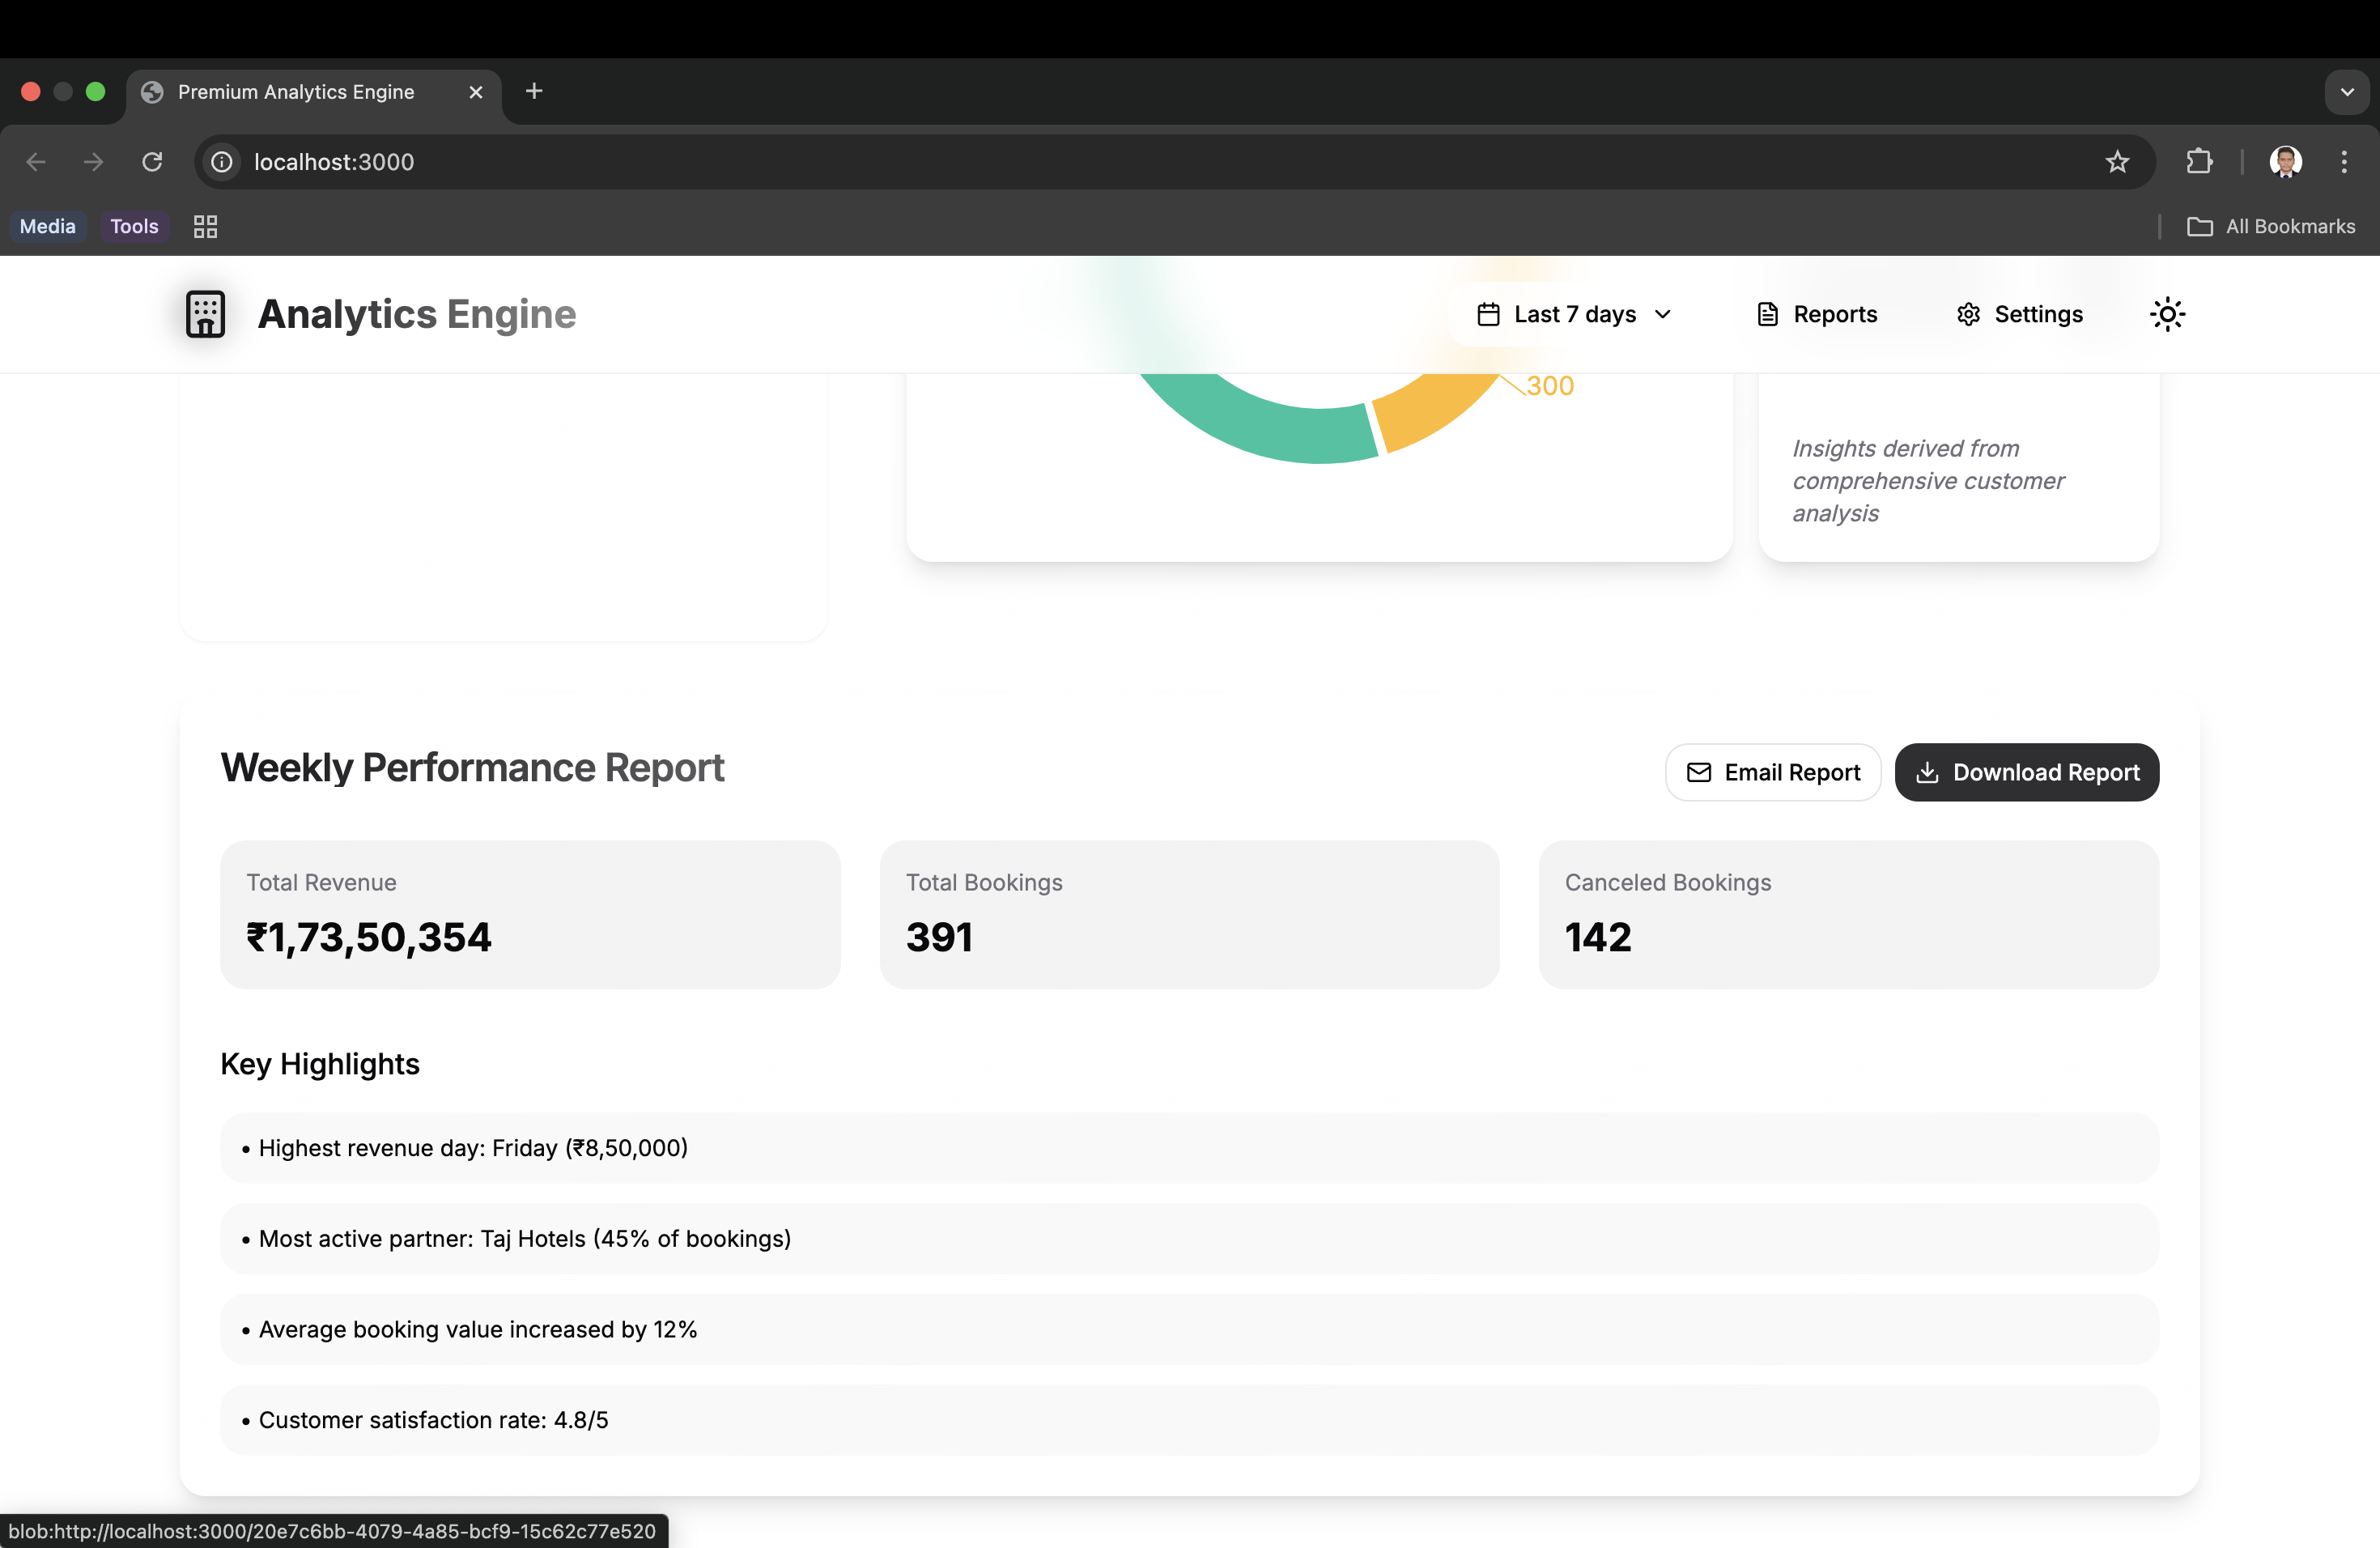 Premium Analytics Engine
localhost:3000
Media
Tools
All Bookmarks
Analytics Engine
Last 7 days
Reports
Settings
300
Insights derived from
comprehensive customer
analysis
Weekly Performance Report
Email Report
Download Report
Total Revenue
₹1,73,50,354
Total Bookings
391
Canceled Bookings
142
Key Highlights
• Highest revenue day: Friday (₹8,50,000)
• Most active partner: Taj Hotels (45% of bookings)
• Average booking value increased by 12%
• Customer satisfaction rate: 4.8/5
blob:http://localhost:3000/20e7c6bb-4079-4a85-bcf9-15c62c77e520